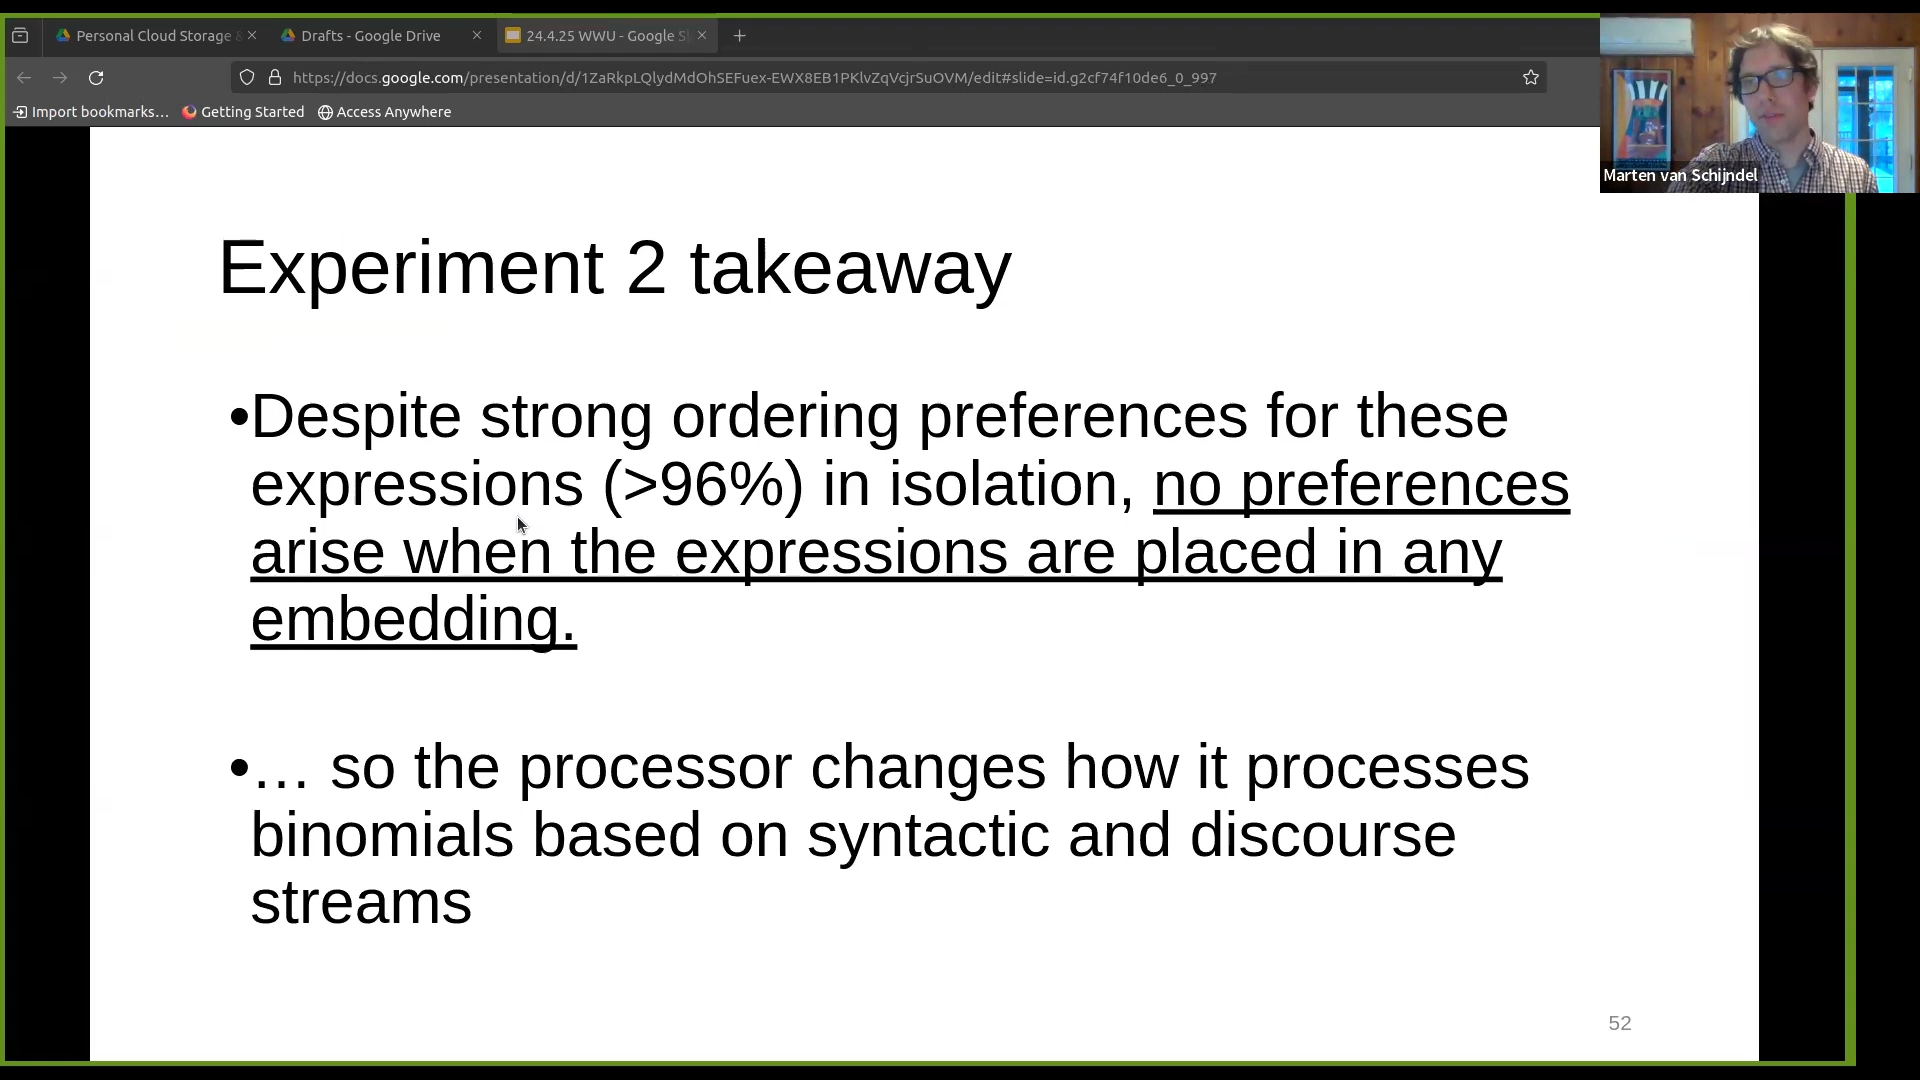 Personal Cloud Storage &
Drafts - Google Drive
24.4.25 WWU - Google S
https://docs.google.com/presentation/d/1ZaRkpLQlydMdOhSEFuex-EWX8EB1PKlvZqVcjrSuOVM/edit#slide=id.g2cf74f10de6_0_997
Import bookmarks...
Getting Started
Access Anywhere
Marten van Schijndel
Experiment 2 takeaway
•Despite strong ordering preferences for these
expressions (>96%) in isolation, no preferences
arise when the expressions are placed in any
embedding.
•… so the processor changes how it processes
binomials based on syntactic and discourse
streams
52